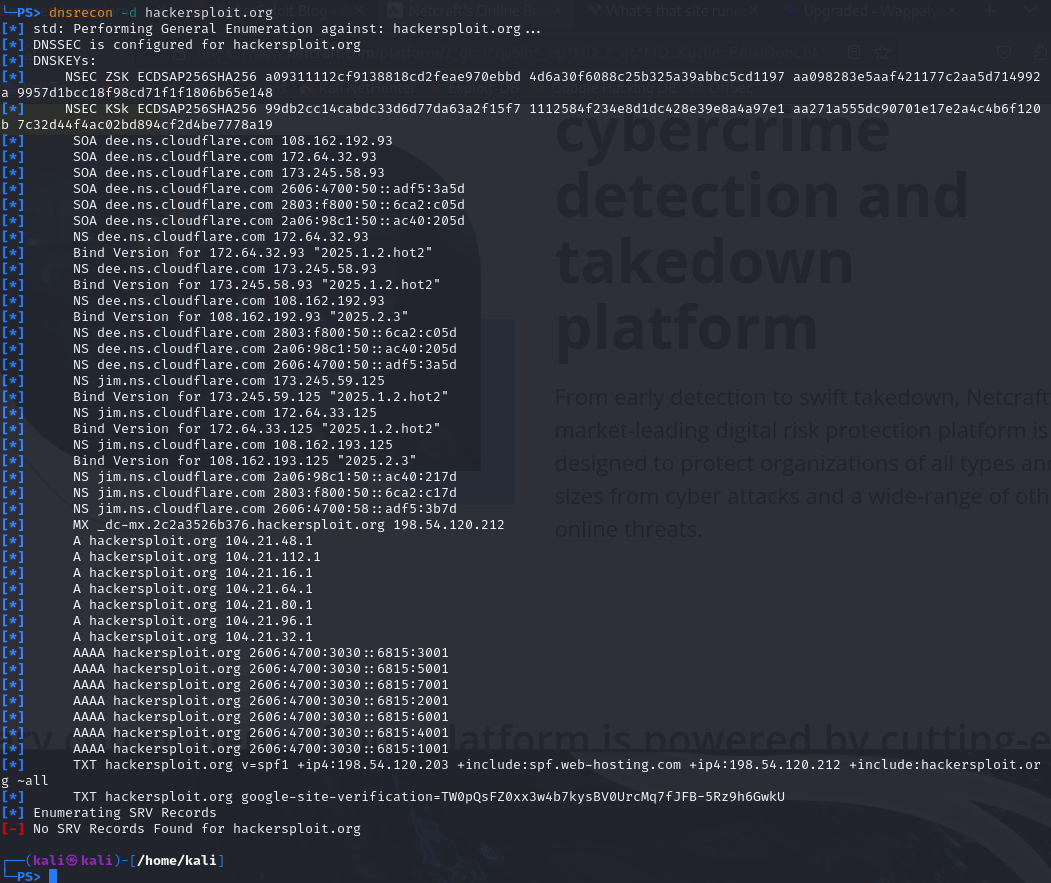 └─PS> dnsrecon -d hackersploit.org
[*] std: Performing General Enumeration against: hackersploit.org...
[*] DNSSEC is configured for hackersploit.org
[*] DNSKEYs:
[*]      NSEC ZSK ECDSAP256SHA256 a09311112cf9138818cd2feae970ebbd 4d6a30f6088c25b325a39abbc5cd1197 aa098283e5aaf421177c2aa5d714992
a 9957d1bcc18f98cd71f1f1806b65e148
[*]      NSEC KSk ECDSAP256SHA256 99db2cc14cabdc33d6d77da63a2f15f7 1112584f234e8d1dc428e39e8a4a97e1 aa271a555dc90701e17e2a4c4b6f120
b 7c32d44f4ac02bd894cf2d4be7778a19
[*]      SOA dee.ns.cloudflare.com 108.162.192.93
[*]      SOA dee.ns.cloudflare.com 172.64.32.93
[*]      SOA dee.ns.cloudflare.com 173.245.58.93
[*]      SOA dee.ns.cloudflare.com 2606:4700:50::adf5:3a5d
[*]      SOA dee.ns.cloudflare.com 2803:f800:50::6ca2:c05d
[*]      SOA dee.ns.cloudflare.com 2a06:98c1:50::ac40:205d
[*]      NS dee.ns.cloudflare.com 172.64.32.93
[*]      Bind Version for 172.64.32.93 "2025.1.2.hot2"
[*]      NS dee.ns.cloudflare.com 173.245.58.93
[*]      Bind Version for 173.245.58.93 "2025.1.2.hot2"
[*]      NS dee.ns.cloudflare.com 108.162.192.93
[*]      Bind Version for 108.162.192.93 "2025.2.3"
[*]      NS dee.ns.cloudflare.com 2803:f800:50::6ca2:c05d
[*]      NS dee.ns.cloudflare.com 2a06:98c1:50::ac40:205d
[*]      NS dee.ns.cloudflare.com 2606:4700:50::adf5:3a5d
[*]      NS jim.ns.cloudflare.com 173.245.59.125
[*]      Bind Version for 173.245.59.125 "2025.1.2.hot2"
[*]      NS jim.ns.cloudflare.com 172.64.33.125
[*]      Bind Version for 172.64.33.125 "2025.1.2.hot2"
[*]      NS jim.ns.cloudflare.com 108.162.193.125
[*]      Bind Version for 108.162.193.125 "2025.2.3"
[*]      NS jim.ns.cloudflare.com 2a06:98c1:50::ac40:217d
[*]      NS jim.ns.cloudflare.com 2803:f800:50::6ca2:c17d
[*]      NS jim.ns.cloudflare.com 2606:4700:58::adf5:3b7d
[*]      MX _dc-mx.2c2a3526b376.hackersploit.org 198.54.120.212
[*]      A hackersploit.org 104.21.48.1
[*]      A hackersploit.org 104.21.112.1
[*]      A hackersploit.org 104.21.16.1
[*]      A hackersploit.org 104.21.64.1
[*]      A hackersploit.org 104.21.80.1
[*]      A hackersploit.org 104.21.96.1
[*]      A hackersploit.org 104.21.32.1
[*]      AAAA hackersploit.org 2606:4700:3030::6815:3001
[*]      AAAA hackersploit.org 2606:4700:3030::6815:5001
[*]      AAAA hackersploit.org 2606:4700:3030::6815:7001
[*]      AAAA hackersploit.org 2606:4700:3030::6815:2001
[*]      AAAA hackersploit.org 2606:4700:3030::6815:6001
[*]      AAAA hackersploit.org 2606:4700:3030::6815:4001
[*]      AAAA hackersploit.org 2606:4700:3030::6815:1001
[*]      TXT hackersploit.org v=spf1 +ip4:198.54.120.203 +include:spf.web-hosting.com +ip4:198.54.120.212 +include:hackersploit.or
g ~all
[*]      TXT hackersploit.org google-site-verification=TW0pQsFZ0xx3w4b7kysBV0UrcMq7fJFB-5Rz9h6GwkU
[*] Enumerating SRV Records
[-] No SRV Records Found for hackersploit.org
┌──(kali㉿kali)-[/home/kali]
└─PS>
cybercrime
detection and
takedown
platform
From early detection to swift takedown, Netcraft
market-leading digital risk protection platform is
designed to protect organizations of all types and
sizes from cyber attacks and a wide-range of oth
online threats.
platform is powered by cutting-e